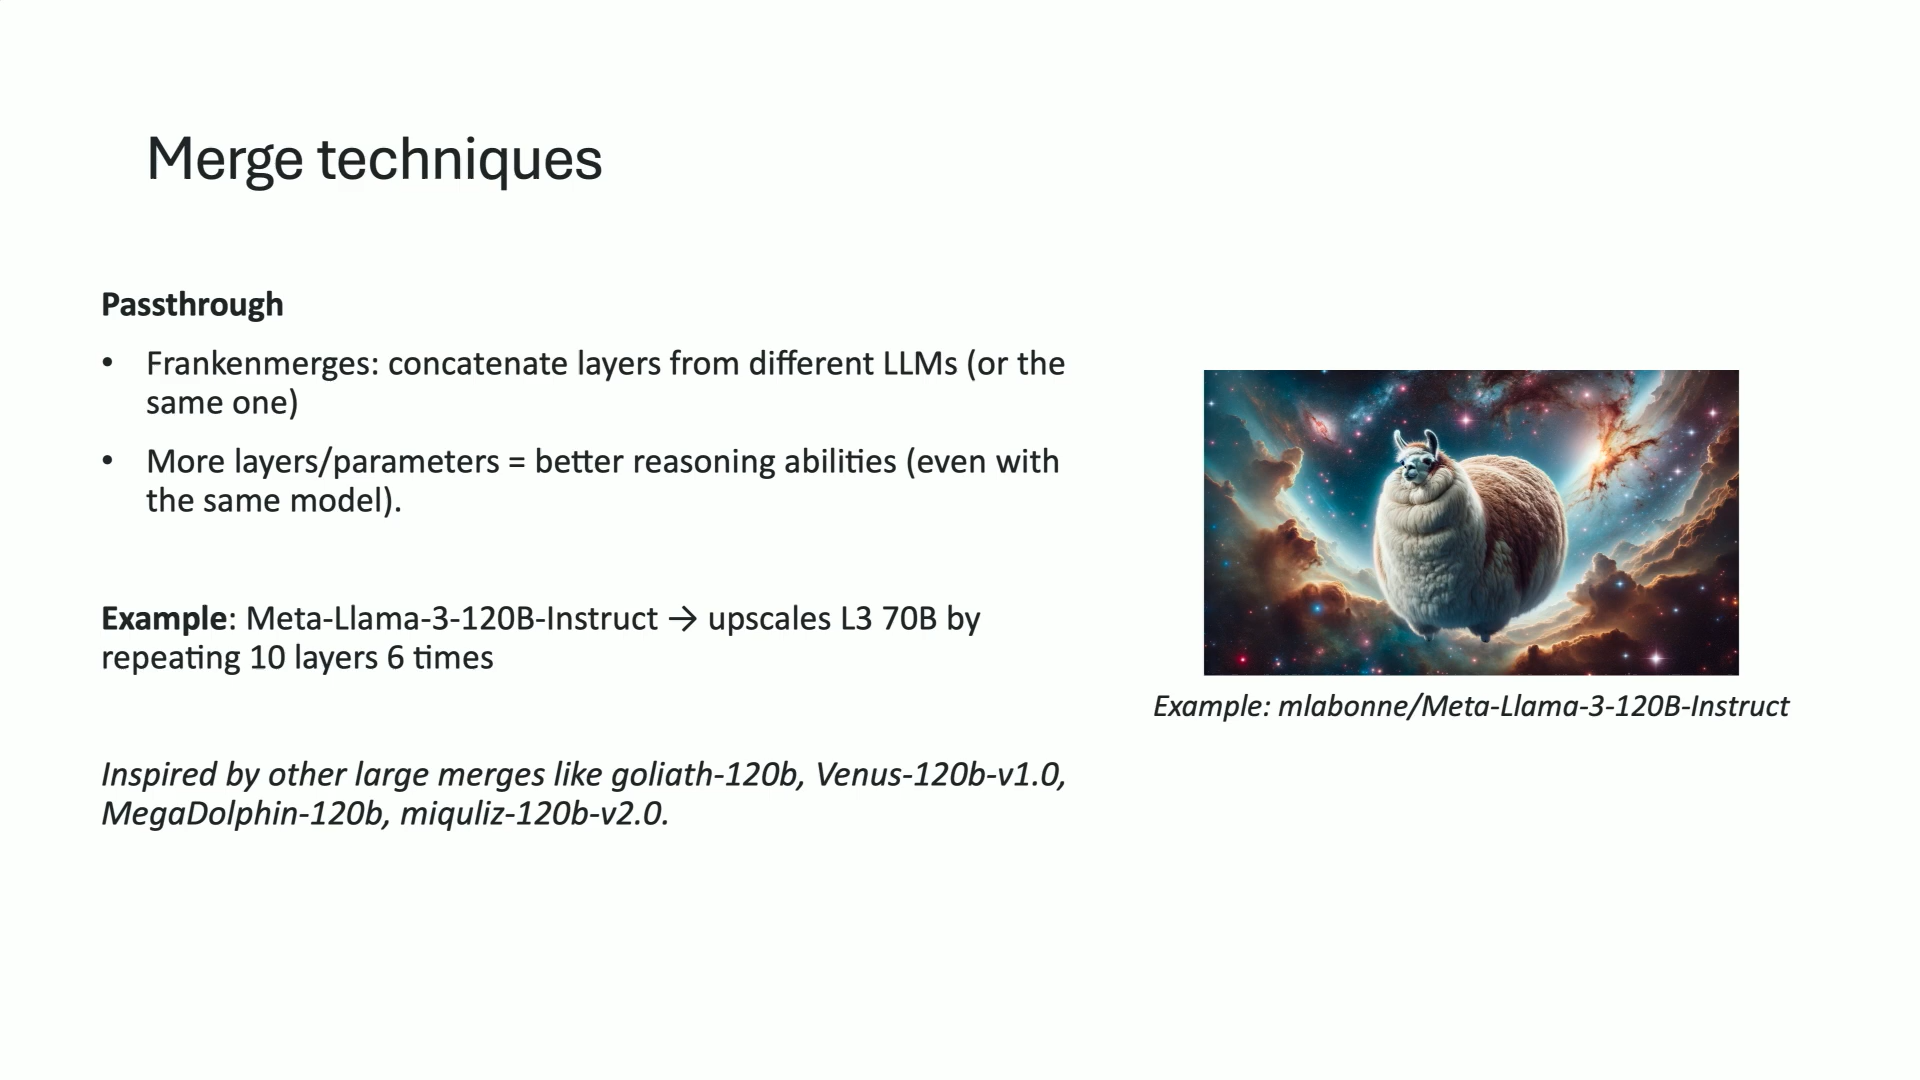 Merge techniques
Passthrough
• Frankenmerges: concatenate layers from different LLMs (or the
same one)
• More layers/parameters = better reasoning abilities (even with
the same model).
Example: Meta-Llama-3-120B-Instruct → upscales L3 70B by
repeating 10 layers 6 times
Inspired by other large merges like goliath-120b, Venus-120b-v1.0,
MegaDolphin-120b, miquliz-120b-v2.0.
Example: mlabonne/Meta-Llama-3-120B-Instruct